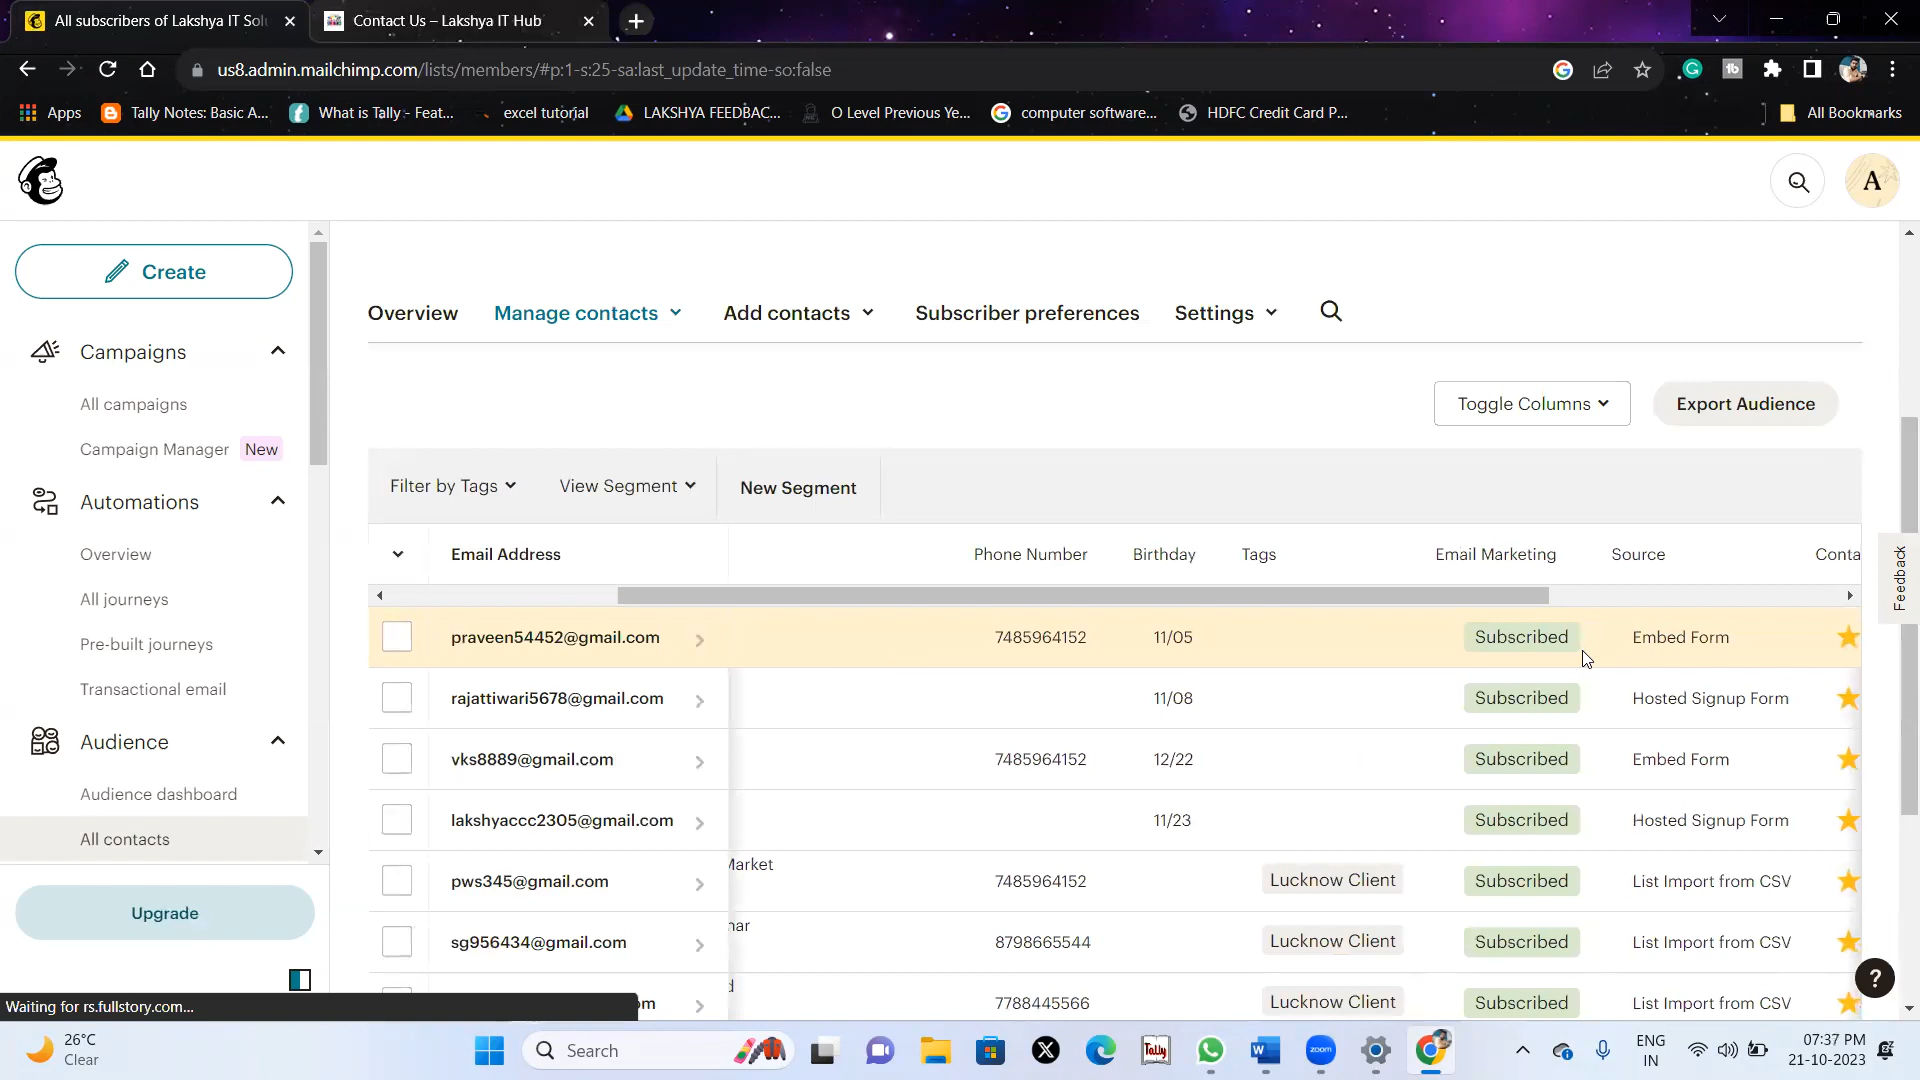 All subscribers of Lakshya IT Sol
Contact Us – Lakshya IT Hub
us8.admin.mailchimp.com/lists/members/#p:1-s:25-sa:last_update_time-so:false
Apps
Tally Notes: Basic A...
What is Tally - Feat...
excel tutorial
LAKSHYA FEEDBAC...
O Level Previous Ye...
computer software...
HDFC Credit Card P...
All Bookmarks
A
Create
Overview
Manage contacts
Add contacts
Subscriber preferences
Settings
Campaigns
All campaigns
Campaign Manager New
Automations
Overview
All journeys
Pre-built journeys
Transactional email
Audience
Audience dashboard
All contacts
Upgrade
Toggle Columns
Export Audience
Filter by Tags
View Segment
New Segment
Email Address Phone Number Birthday Tags Email Marketing Source Conta
praveen54452@gmail.com 7485964152 11/05 Subscribed Embed Form
rajattiwari5678@gmail.com 11/08 Subscribed Hosted Signup Form
vks8889@gmail.com 7485964152 12/22 Subscribed Embed Form
lakshyaccc2305@gmail.com 11/23 Subscribed Hosted Signup Form
pws345@gmail.com Market 7485964152 Lucknow Client Subscribed List Import from CSV
sg956434@gmail.com nar 8798665544 Lucknow Client Subscribed List Import from CSV
om d 7788445566 Lucknow Client Subscribed List Import from CSV
Feedback
?
Waiting for rs.fullstory.com...
26°C
Clear
Search
Tally
zoom
ENG
IN
07:37 PM
21-10-2023